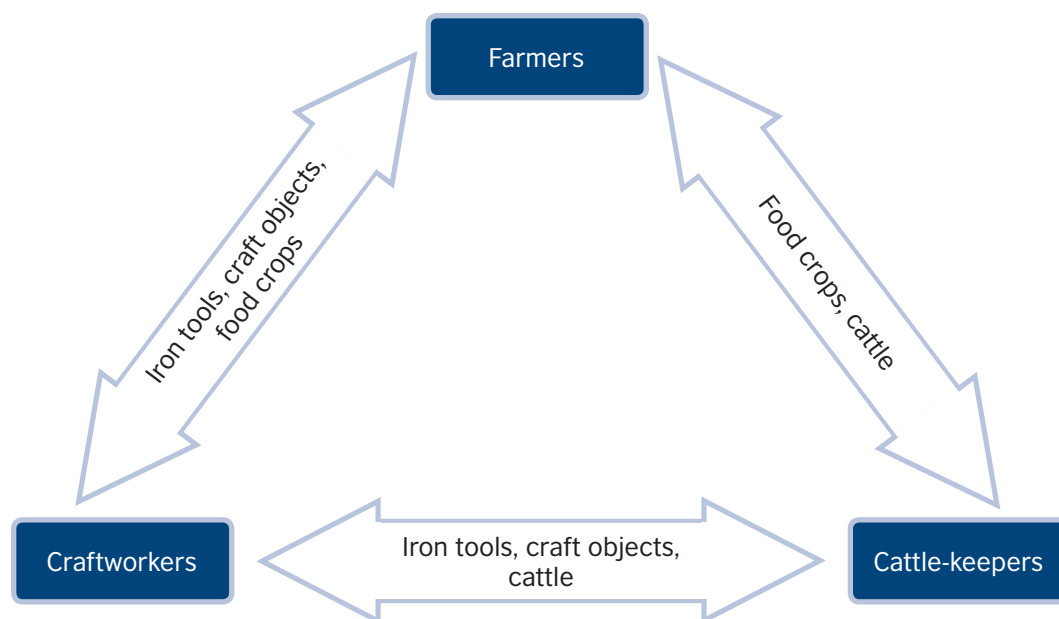 Farmers
Iron tools, craft objects,
food crops
Food crops, cattle
Craftworkers
Iron tools, craft objects,
cattle
Cattle-keepers